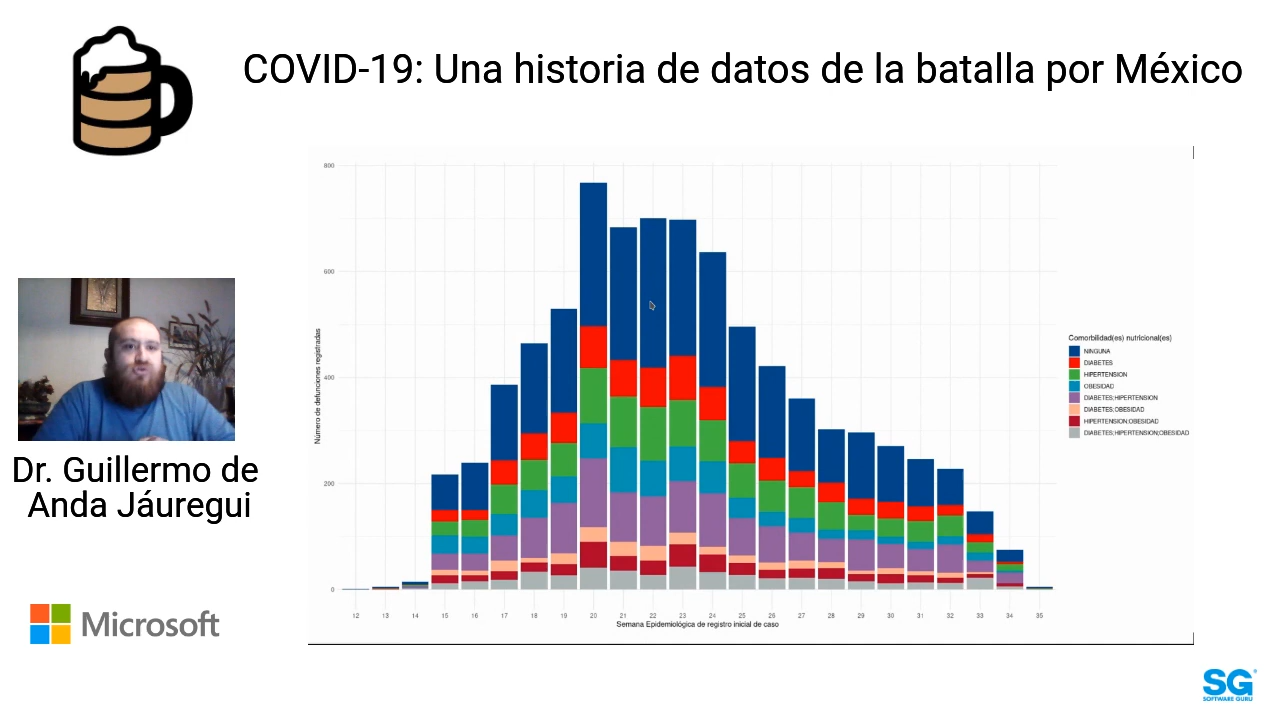 COVID-19: Una historia de datos de la batalla por México
800
600
400
200
0
Número de defunciones registradas
12 13 14 15 16 17 18 19 20 21 22 23 24 25 26 27 28 29 30 31 32 33 34 35
Semana Epidemiológica de registro inicial de caso
Comorbilidad(es) nutricional(es)
NINGUNA
DIABETES
HIPERTENSION
OBESIDAD
DIABETES;HIPERTENSION
DIABETES;OBESIDAD
HIPERTENSION;OBESIDAD
DIABETES;HIPERTENSION;OBESIDAD
Dr. Guillermo de
Anda Jáuregui
Microsoft
SG
SOFTWARE GURU